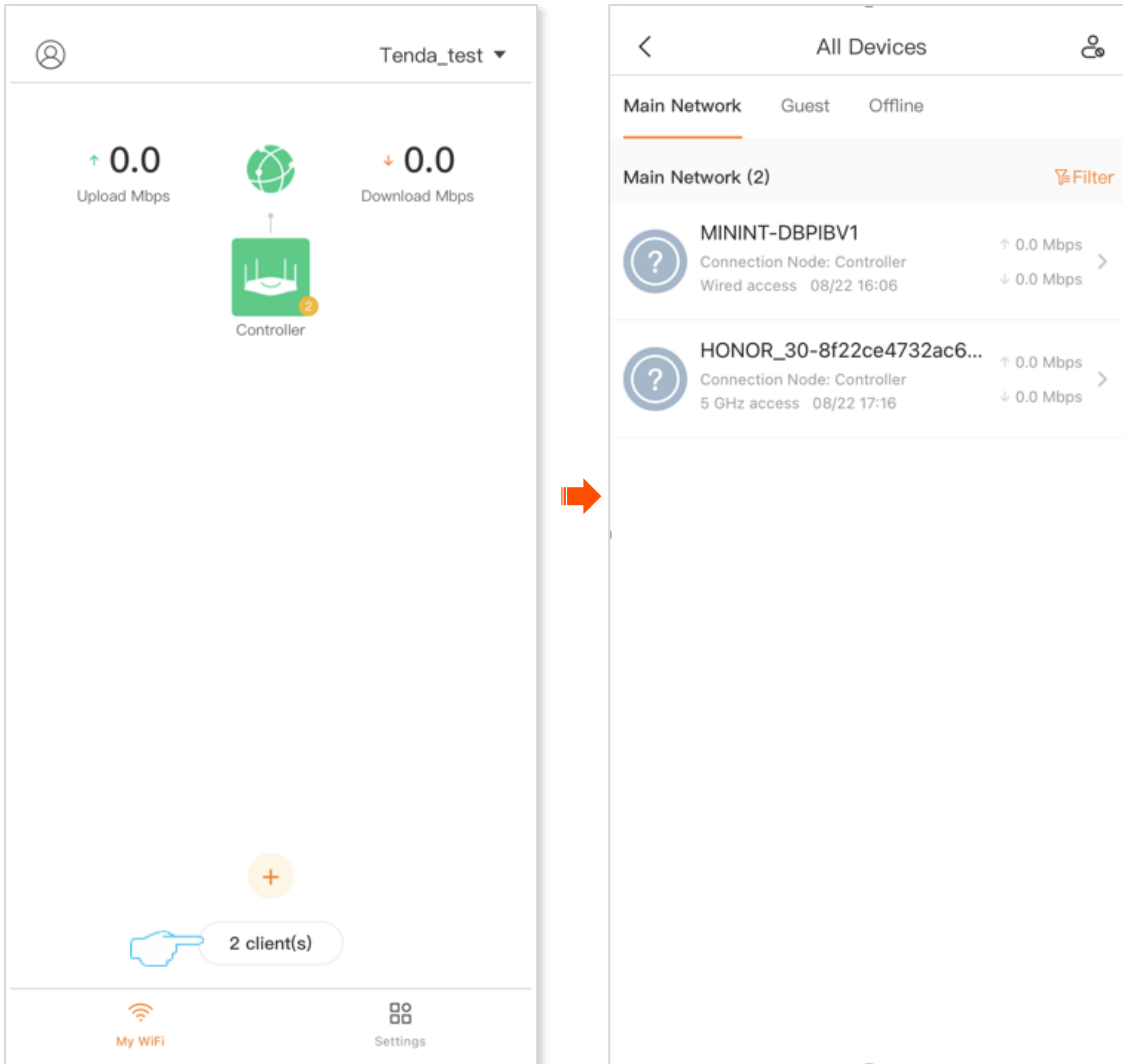 Tenda_test
0.0
Upload Mbps
0.0
Download Mbps
2
Controller
2 client(s)
My WiFi
Settings
All Devices
Main Network Guest Offline
Main Network (2) Filter
MININT-DBPIBV1
Connection Node: Controller
Wired access 08/22 16:06
↑ 0.0 Mbps
↓ 0.0 Mbps
HONOR_30-8f22ce4732ac6...
Connection Node: Controller
5 GHz access 08/22 17:16
↑ 0.0 Mbps
↓ 0.0 Mbps